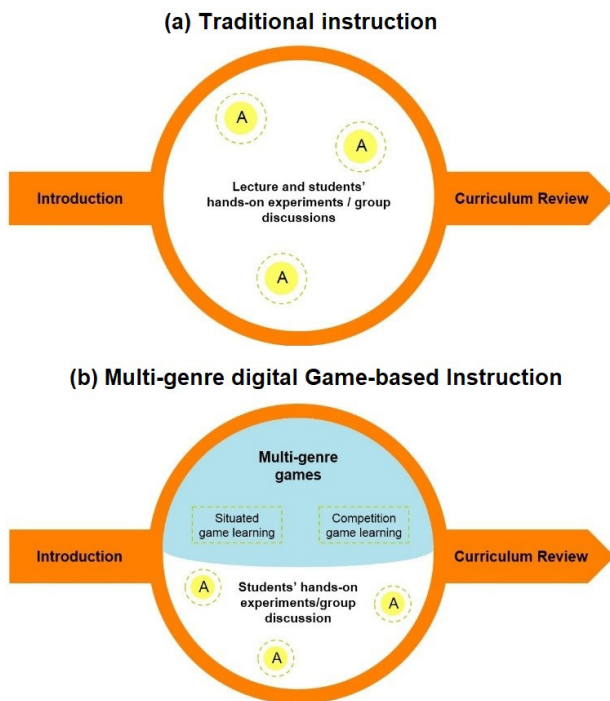 (a) Traditional instruction
A
A
Introduction
Lecture and students'
hands-on experiments / group
discussions
Curriculum Review
A
(b) Multi-genre digital Game-based Instruction
Multi-genre
games
Situated
game learning
Competition
game learning
Introduction
Curriculum Review
A
Students' hands-on
experiments/group
discussion
A
A